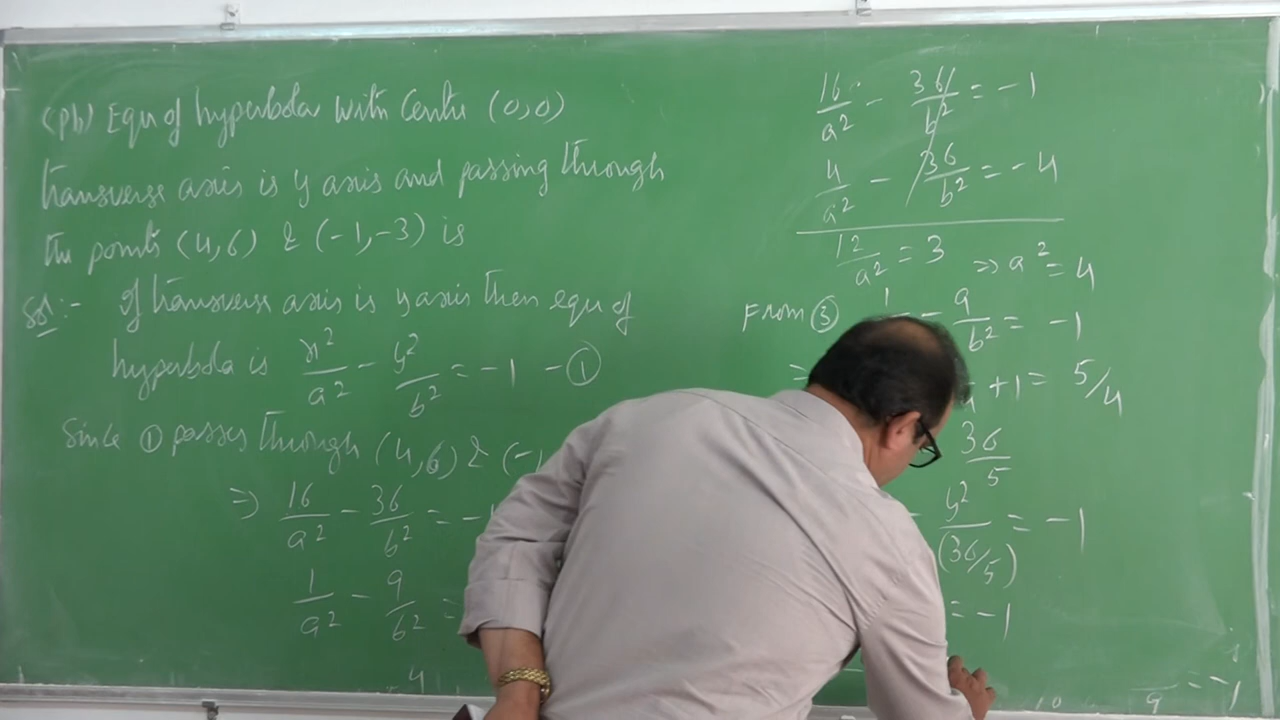 (Pb) Equ of hyperbola with Centre (0,0)
transverse axis is y axis and passing through
the points (4,6) & (-1,-3) is
Sol:- If transverse axis is y axis then equ of
hyperbola is x²/a² - y²/b² = -1 - ①
Since ① passes through (4,6) & (-1,
=> 16/a² - 36/b² = -1
1/a² - 9/b² =
4
16/a² - 36/b² = -1
4/a² - 36/b² = -4
12/a² = 3 => a² = 4
From ③ 1 - 9/b² = -1
= + 1 = 5/4
36/5
- y²/(36/5) = -1
= -1
9 = -1